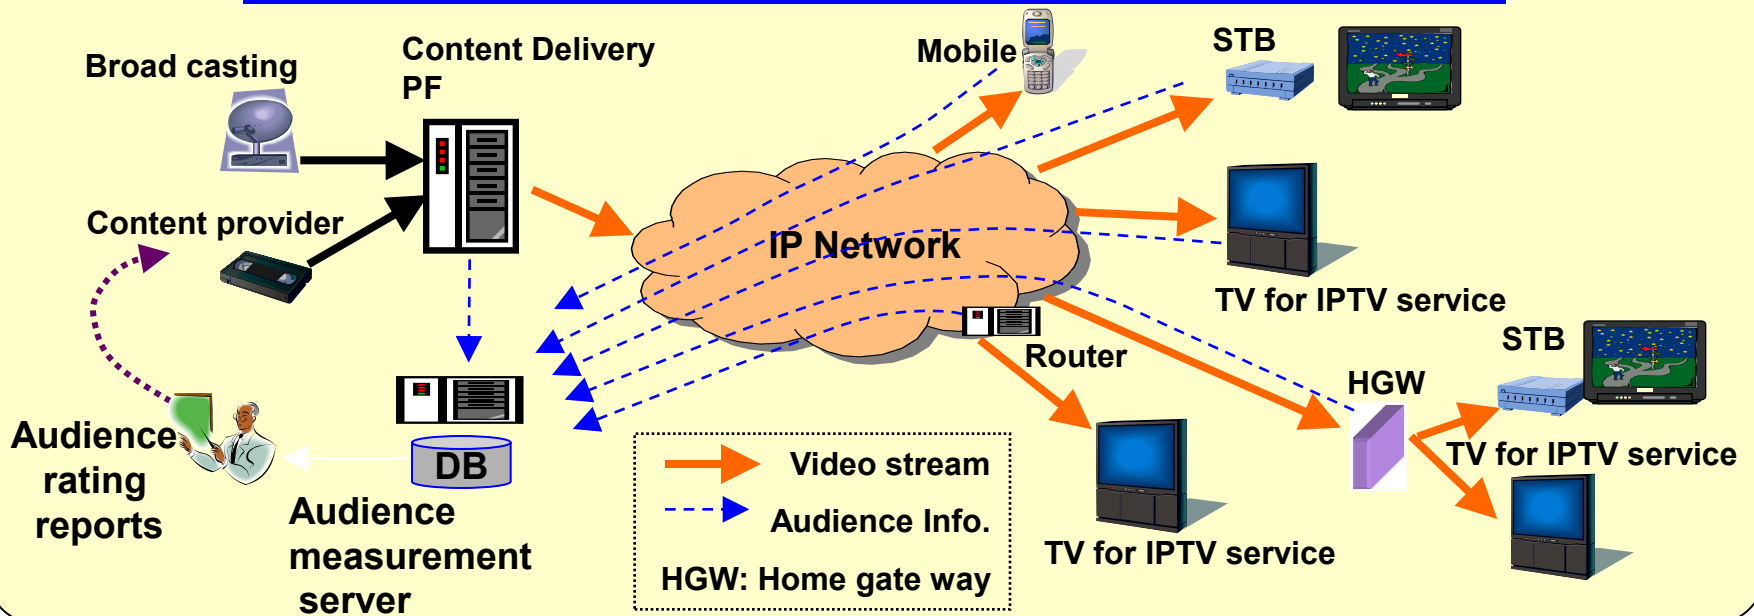 Broad casting
Content Delivery
PF
Mobile
STB
Content provider
IP Network
TV for IPTV service
Router
STB
HGW
TV for IPTV service
Audience
rating
reports
DB
Audience
measurement
server
Video stream
Audience Info.
HGW: Home gate way
TV for IPTV service